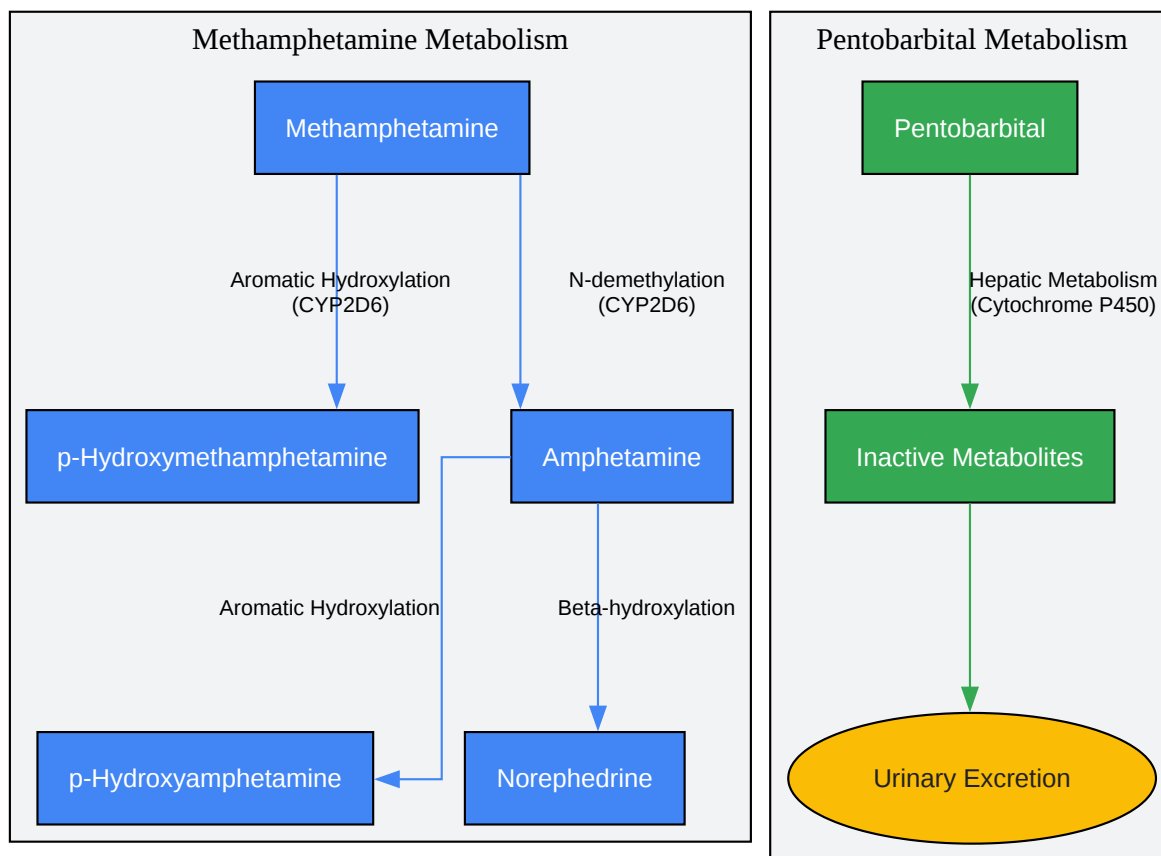 Methamphetamine Metabolism
Methamphetamine
Aromatic Hydroxylation
(CYP2D6)
N-demethylation
(CYP2D6)
p-Hydroxymethamphetamine
Amphetamine
Aromatic Hydroxylation
Beta-hydroxylation
p-Hydroxyamphetamine
Norephedrine
Pentobarbital Metabolism
Pentobarbital
Hepatic Metabolism
(Cytochrome P450)
Inactive Metabolites
Urinary Excretion